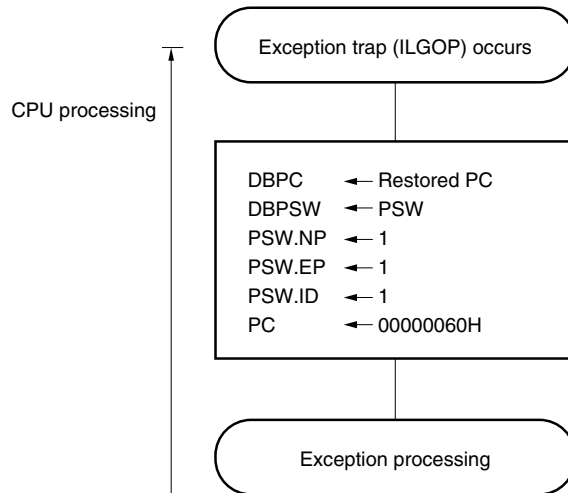 Exception trap (ILGOP) occurs
CPU processing
DBPC ← Restored PC
DBPSW ← PSW
PSW.NP ← 1
PSW.EP ← 1
PSW.ID ← 1
PC ← 00000060H
Exception processing